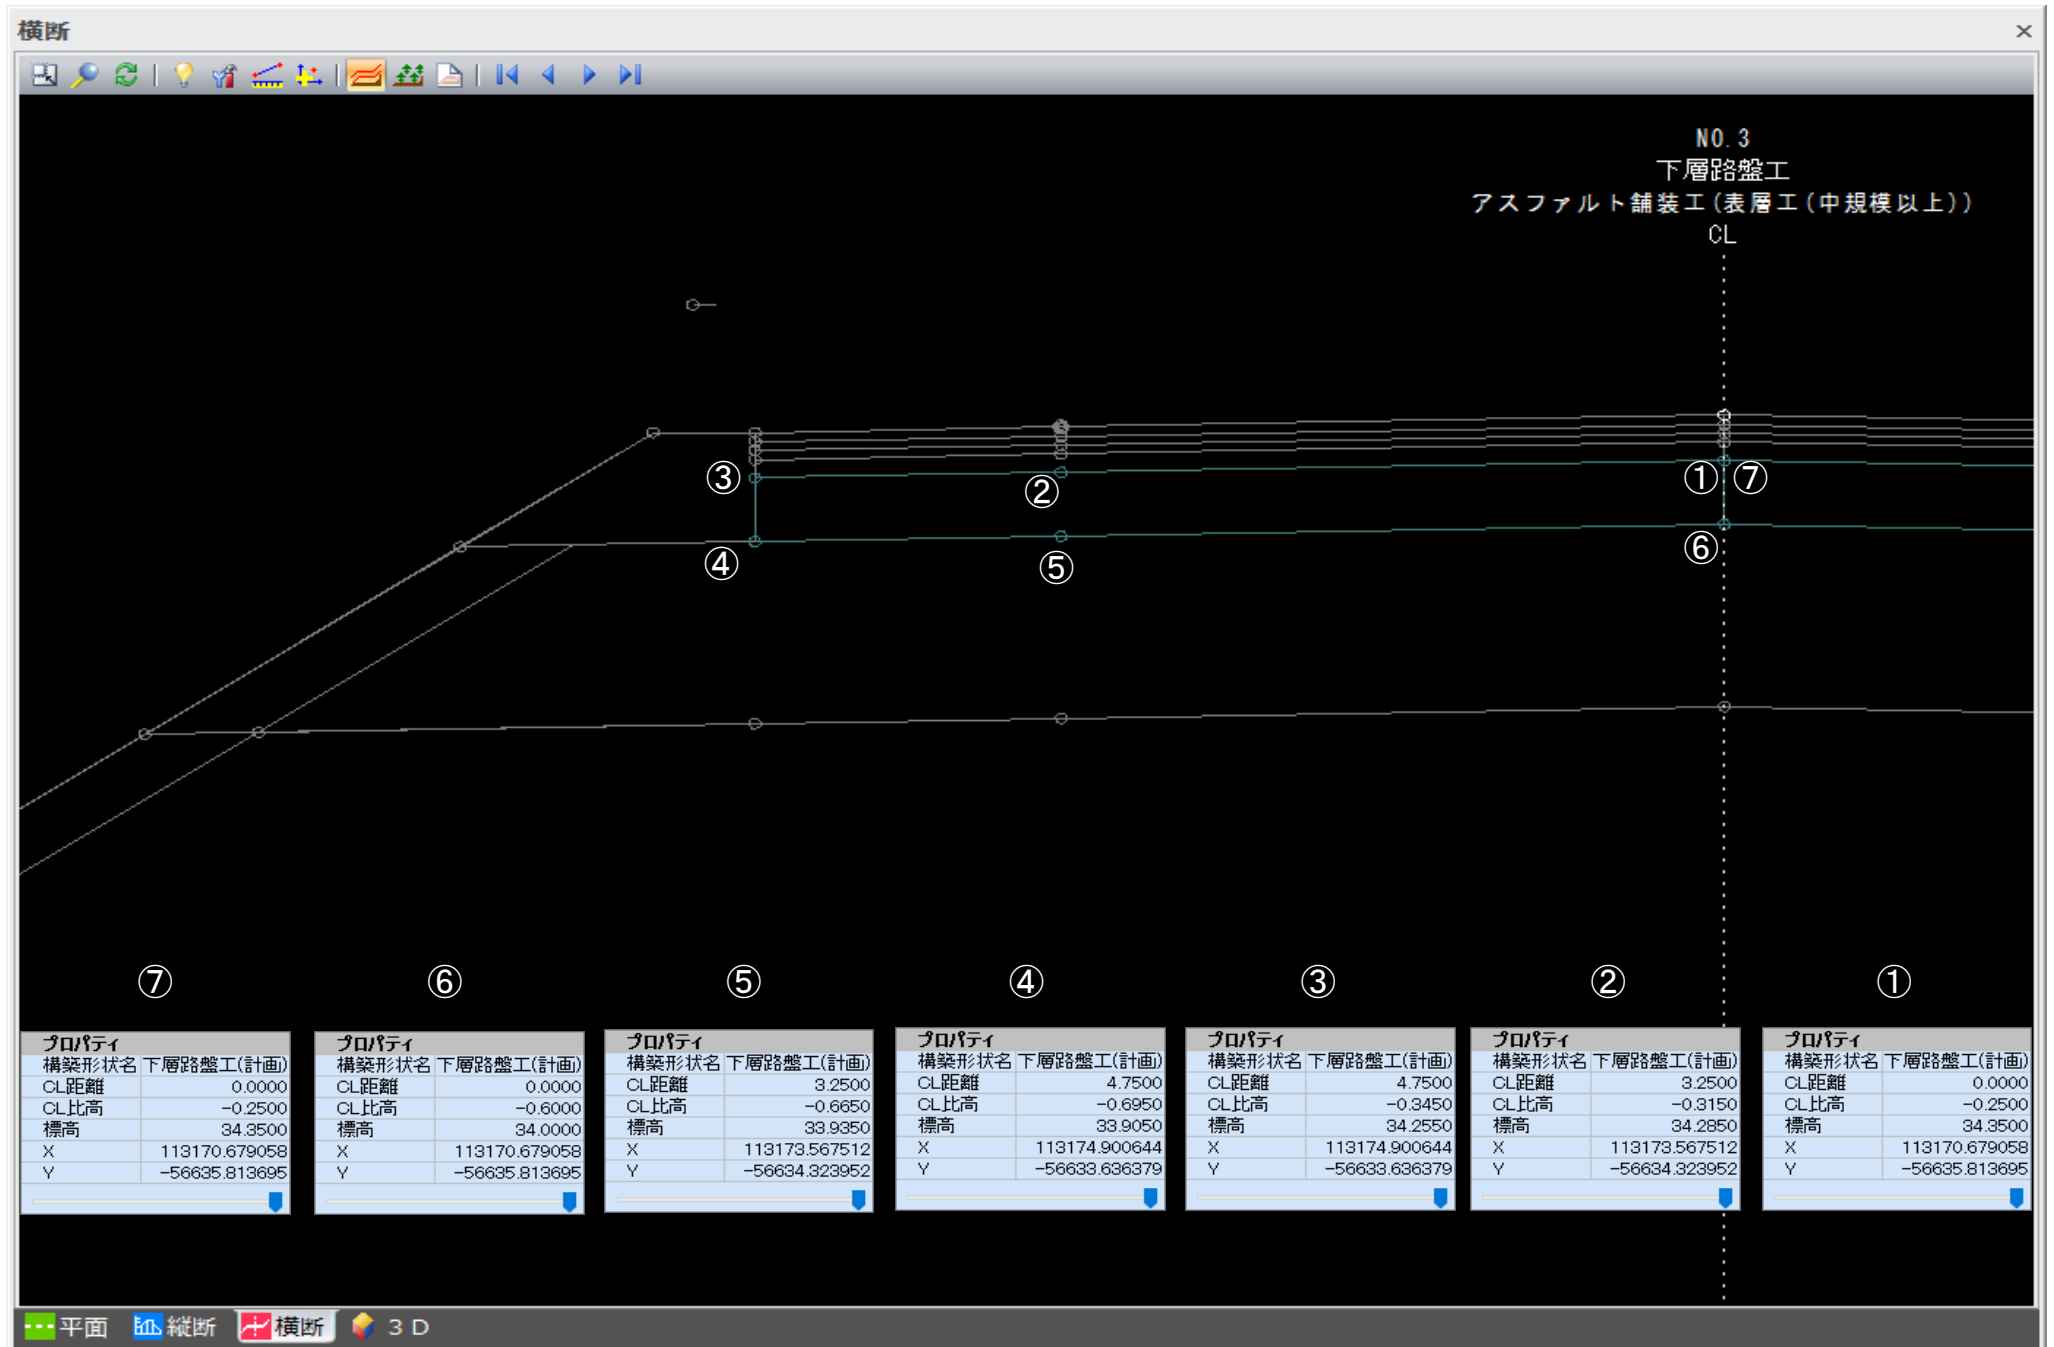 横断
NO.3
下層路盤工
アスファルト舗装工(表層工(中規模以上))
CL
③
②
①
⑦
④
⑤
⑥
⑦
プロパティ
構築形状名 下層路盤工(計画)
CL距離 0.0000
CL比高 -0.2500
標高 34.3500
X 113170.679058
Y -56635.813695
⑥
プロパティ
構築形状名 下層路盤工(計画)
CL距離 0.0000
CL比高 -0.6000
標高 34.0000
X 113170.679058
Y -56635.813695
⑤
プロパティ
構築形状名 下層路盤工(計画)
CL距離 3.2500
CL比高 -0.6650
標高 33.9350
X 113173.567512
Y -56634.323952
④
プロパティ
構築形状名 下層路盤工(計画)
CL距離 4.7500
CL比高 -0.6950
標高 33.9050
X 113174.900644
Y -56633.636379
③
プロパティ
構築形状名 下層路盤工(計画)
CL距離 4.7500
CL比高 -0.3450
標高 34.2550
X 113174.900644
Y -56633.636379
②
プロパティ
構築形状名 下層路盤工(計画)
CL距離 3.2500
CL比高 -0.3150
標高 34.2850
X 113173.567512
Y -56634.323952
①
プロパティ
構築形状名 下層路盤工(計画)
CL距離 0.0000
CL比高 -0.2500
標高 34.3500
X 113170.679058
Y -56635.813695
平面 縦断 横断 3D